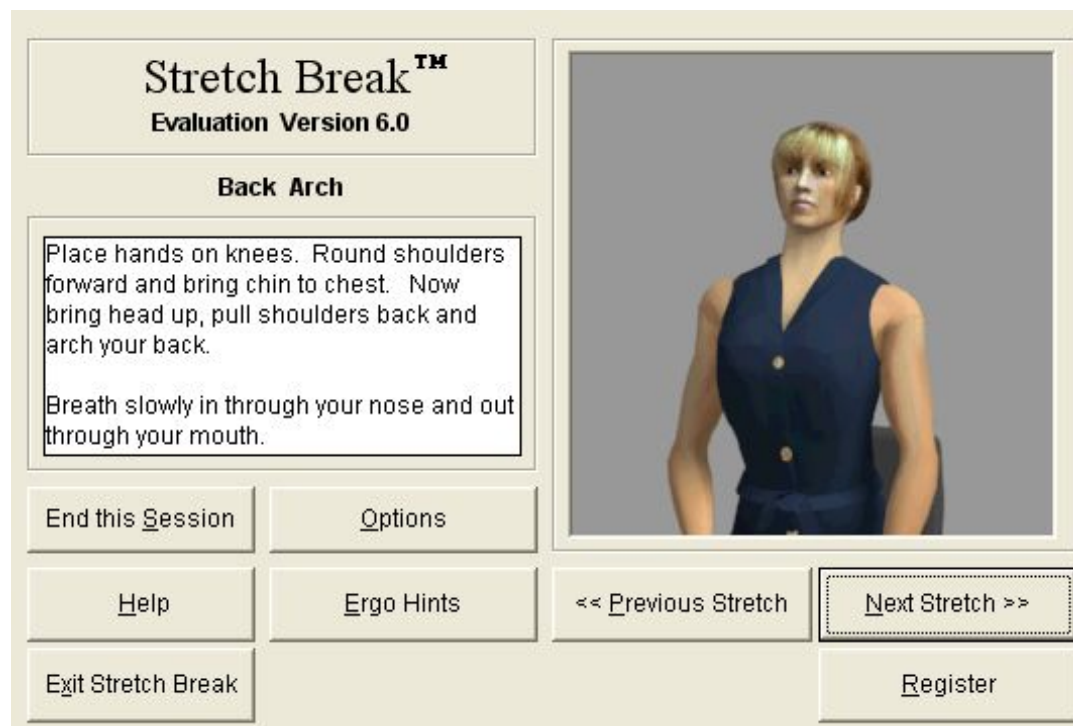 Stretch Break™
Evaluation Version 6.0
Back Arch
Place hands on knees.  Round shoulders
forward and bring chin to chest.   Now
bring head up, pull shoulders back and
arch your back.
Breath slowly in through your nose and out
through your mouth.
End this Session
Options
Help
Ergo Hints
<< Previous Stretch
Next Stretch >>
Exit Stretch Break
Register